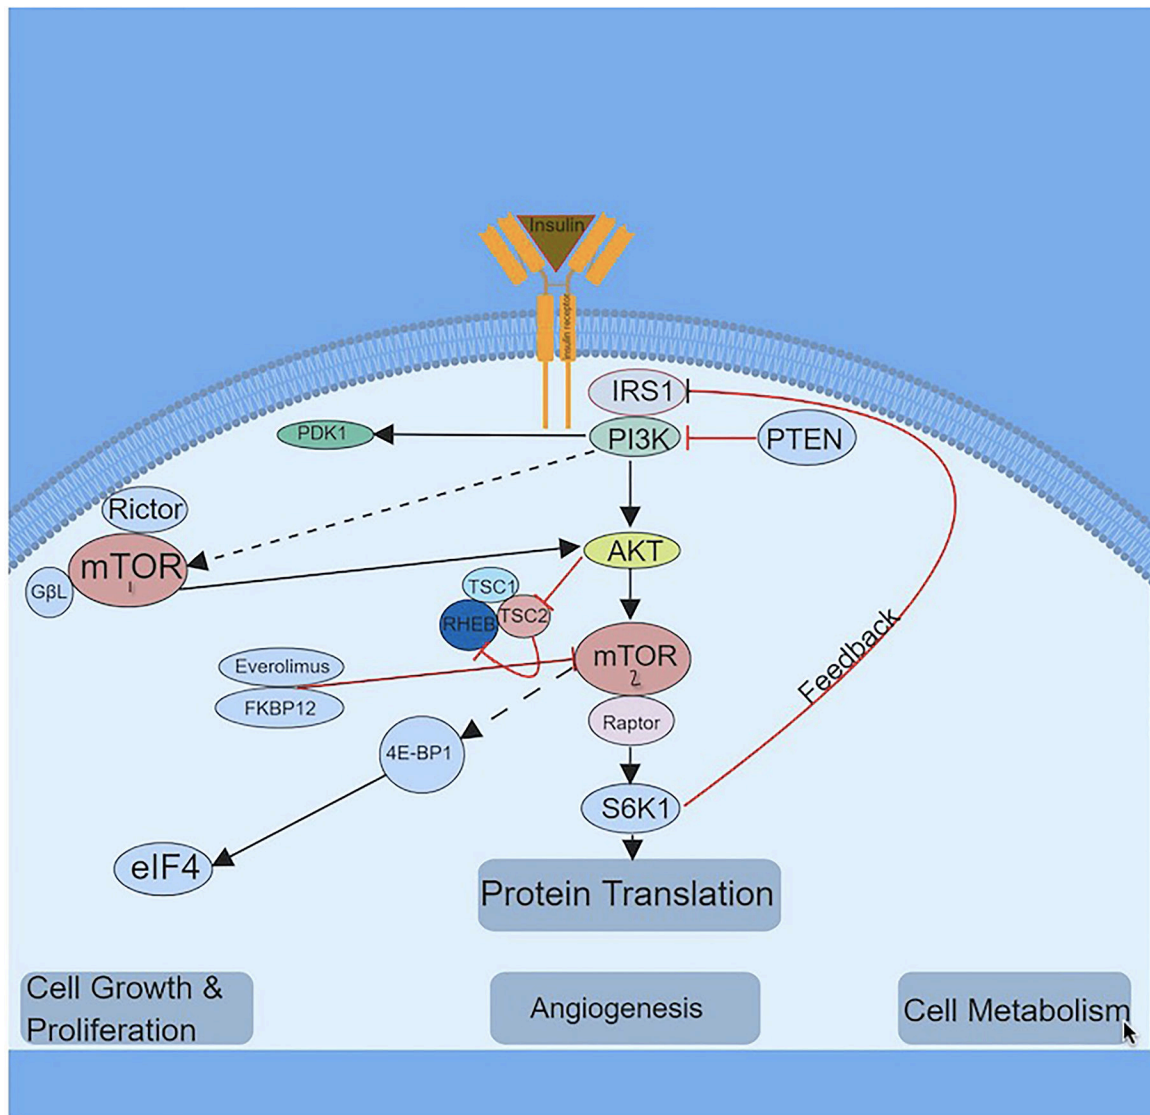 Insulin
insulin receptor
IRS1
PDK1
PI3K
PTEN
Rictor
mTOR
1
GβL
AKT
TSC1
TSC2
RHEB
mTOR
2
Everolimus
FKBP12
Feedback
Raptor
4E-BP1
S6K1
eIF4
Protein Translation
Cell Growth &
Proliferation
Angiogenesis
Cell Metabolism